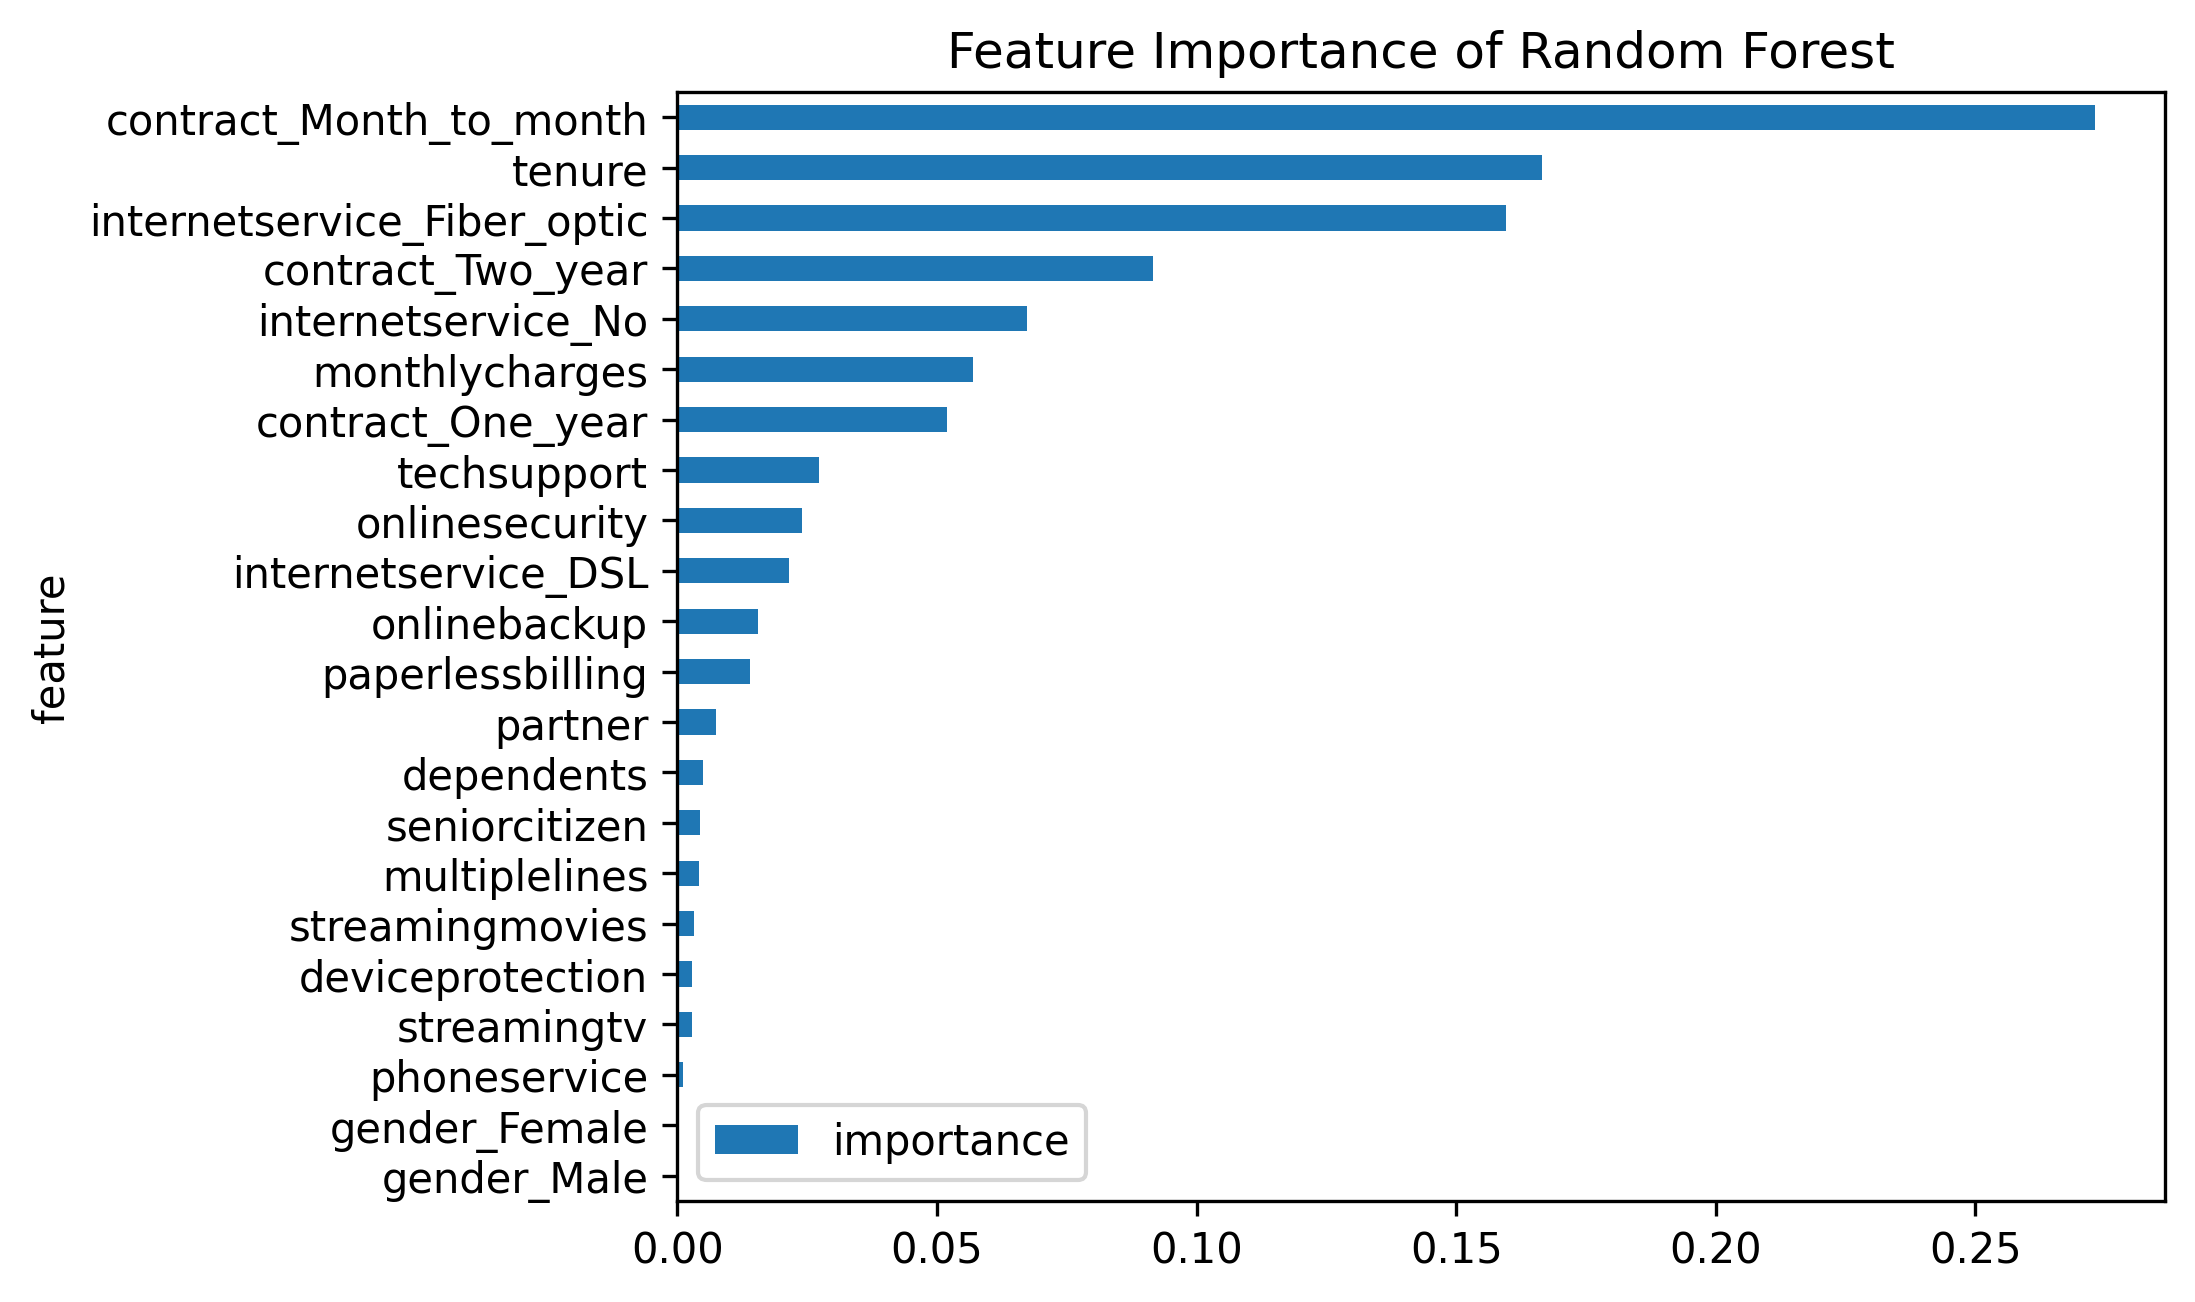 Feature Importance of Random Forest
contract_Month_to_month
tenure
internetservice_Fiber_optic
contract_Two_year
internetservice_No
monthlycharges
contract_One_year
techsupport
onlinesecurity
internetservice_DSL
onlinebackup
paperlessbilling
partner
dependents
seniorcitizen
multiplelines
streamingmovies
deviceprotection
streamingtv
phoneservice
gender_Female
gender_Male
feature
importance
0.00 0.05 0.10 0.15 0.20 0.25